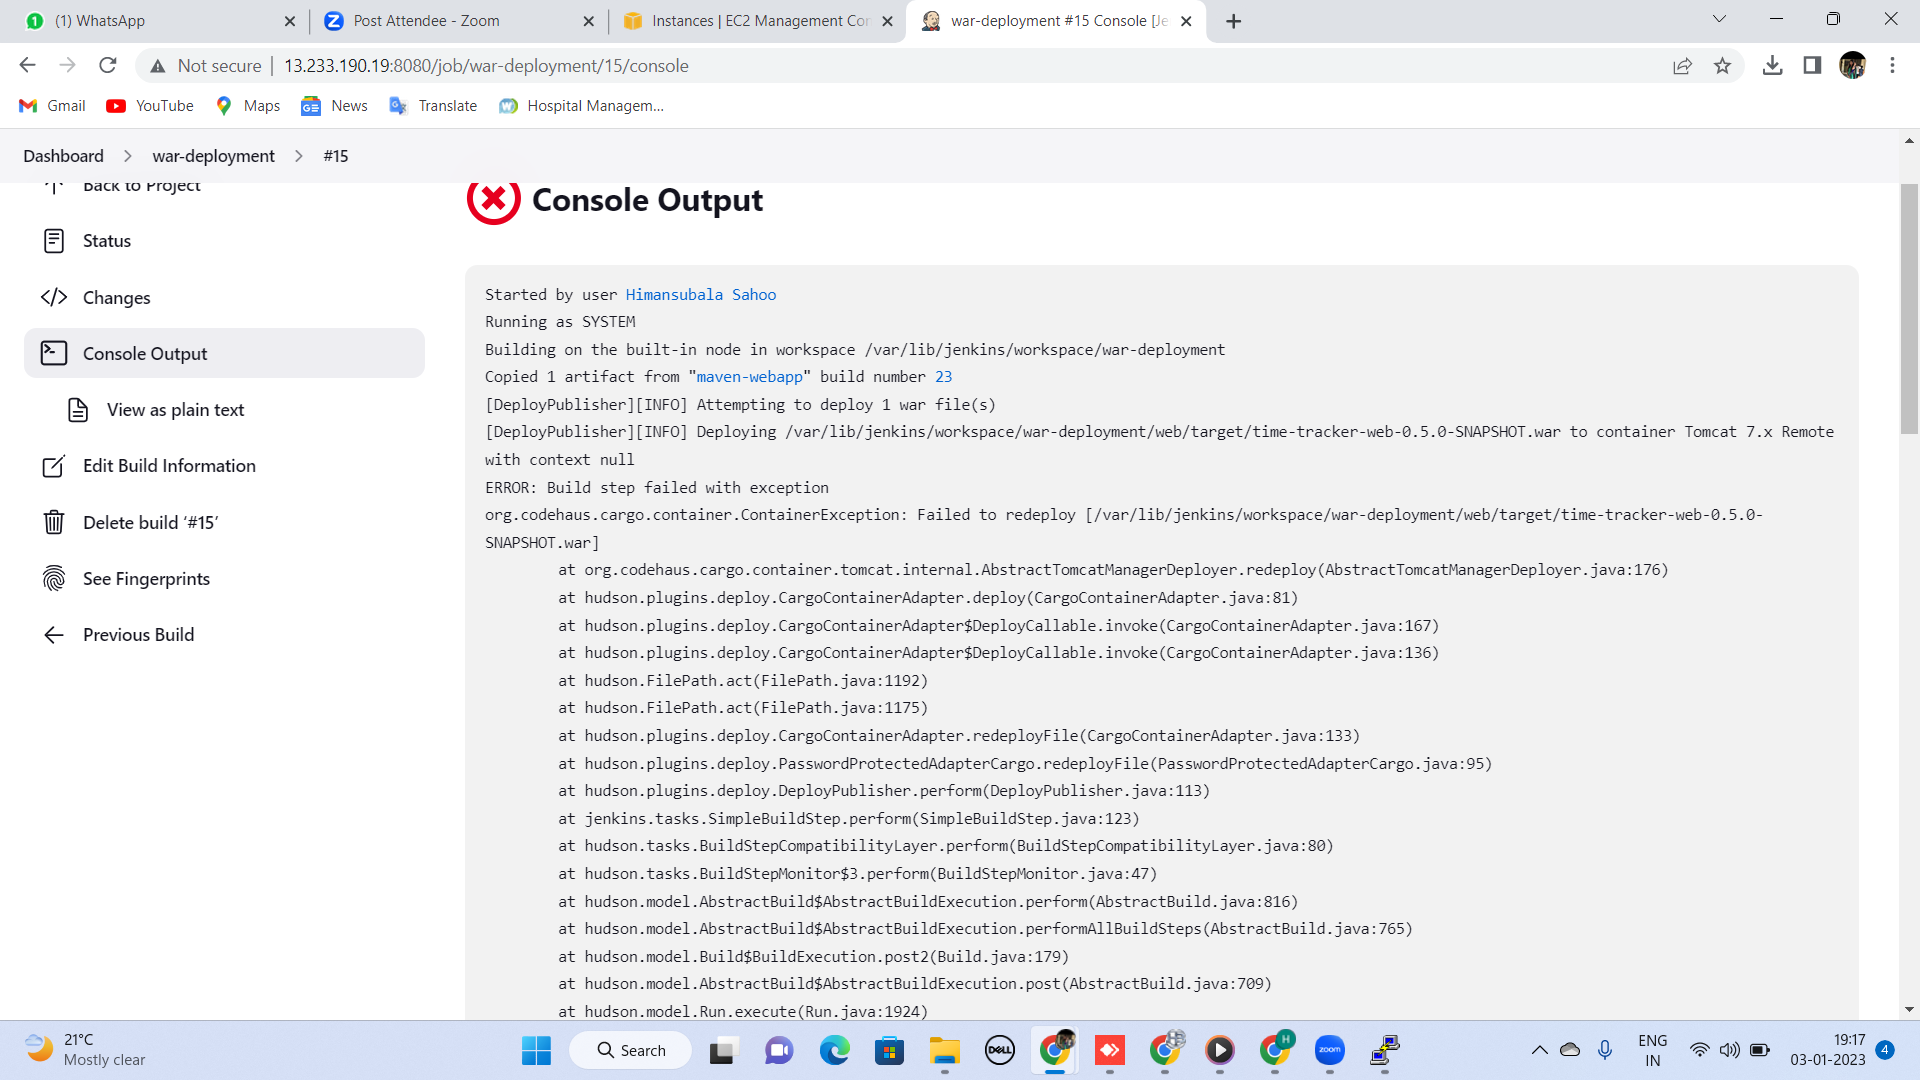 (1) WhatsApp
Post Attendee - Zoom
Instances | EC2 Management Co
war-deployment #15 Console [Je
Not secure
13.233.190.19:8080/job/war-deployment/15/console
Gmail
YouTube
Maps
News
Translate
Hospital Managem...
Dashboard
war-deployment
#15
Back to Project
Status
Changes
Console Output
View as plain text
Edit Build Information
Delete build ‘#15’
See Fingerprints
Previous Build
Console Output
Started by user Himansubala Sahoo
Running as SYSTEM
Building on the built-in node in workspace /var/lib/jenkins/workspace/war-deployment
Copied 1 artifact from "maven-webapp" build number 23
[DeployPublisher][INFO] Attempting to deploy 1 war file(s)
[DeployPublisher][INFO] Deploying /var/lib/jenkins/workspace/war-deployment/web/target/time-tracker-web-0.5.0-SNAPSHOT.war to container Tomcat 7.x Remote
with context null
ERROR: Build step failed with exception
org.codehaus.cargo.container.ContainerException: Failed to redeploy [/var/lib/jenkins/workspace/war-deployment/web/target/time-tracker-web-0.5.0-
SNAPSHOT.war]
at org.codehaus.cargo.container.tomcat.internal.AbstractTomcatManagerDeployer.redeploy(AbstractTomcatManagerDeployer.java:176)
at hudson.plugins.deploy.CargoContainerAdapter.deploy(CargoContainerAdapter.java:81)
at hudson.plugins.deploy.CargoContainerAdapter$DeployCallable.invoke(CargoContainerAdapter.java:167)
at hudson.plugins.deploy.CargoContainerAdapter$DeployCallable.invoke(CargoContainerAdapter.java:136)
at hudson.FilePath.act(FilePath.java:1192)
at hudson.FilePath.act(FilePath.java:1175)
at hudson.plugins.deploy.CargoContainerAdapter.redeployFile(CargoContainerAdapter.java:133)
at hudson.plugins.deploy.PasswordProtectedAdapterCargo.redeployFile(PasswordProtectedAdapterCargo.java:95)
at hudson.plugins.deploy.DeployPublisher.perform(DeployPublisher.java:113)
at jenkins.tasks.SimpleBuildStep.perform(SimpleBuildStep.java:123)
at hudson.tasks.BuildStepCompatibilityLayer.perform(BuildStepCompatibilityLayer.java:80)
at hudson.tasks.BuildStepMonitor$3.perform(BuildStepMonitor.java:47)
at hudson.model.AbstractBuild$AbstractBuildExecution.perform(AbstractBuild.java:816)
at hudson.model.AbstractBuild$AbstractBuildExecution.performAllBuildSteps(AbstractBuild.java:765)
at hudson.model.Build$BuildExecution.post2(Build.java:179)
at hudson.model.AbstractBuild$AbstractBuildExecution.post(AbstractBuild.java:709)
at hudson.model.Run.execute(Run.java:1924)
21°C
Mostly clear
Search
DELL
H
zoom
ENG
IN
19:17
03-01-2023
4